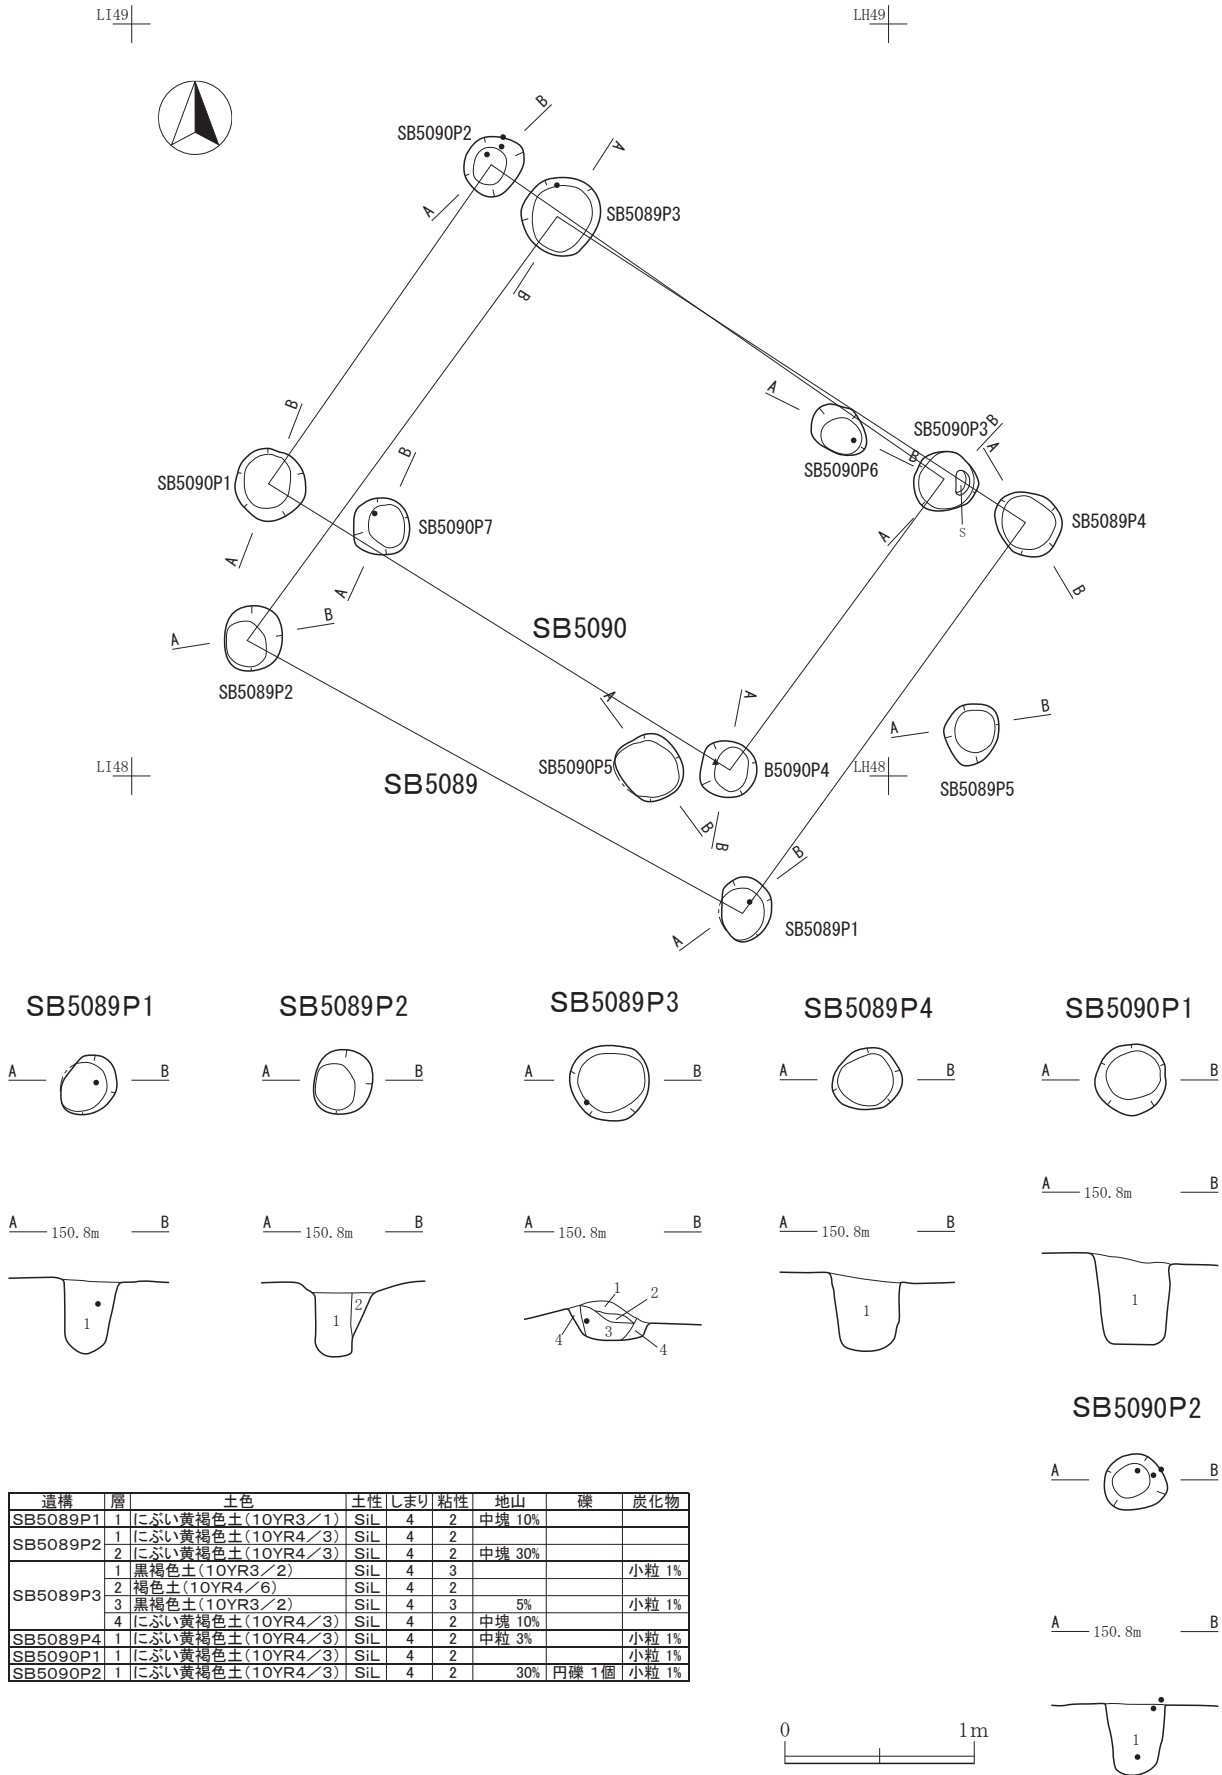 LI49
LH49
B
SB5090P2
A
A
SB5089P3
B
A
B
SB5090P3
B
A
SB5090P6
B
SB5090P1
B
SB5090P7
A
A
S
SB5089P4
B
A
B
SB5089P2
SB5090
A
A
SB5090P5
B5090P4
B
B
LI48
SB5089
LH48
A
B
SB5089P5
B
A
SB5089P1
SB5089P1
SB5089P2
SB5089P3
SB5089P4
SB5090P1
A B
A B
A B
A B
A B
A 150.8m B
A 150.8m B
A 150.8m B
A 150.8m B
A 150.8m B
1
1 2
1 2 3 4 4
1
1
SB5090P2
A B
A 150.8m B
1
遺構 層 土色 土性 しまり 粘性 地山 礫 炭化物
SB5089P1 1 にぶい黄褐色土(10YR3／1) SiL 4 2 中塊 10%
SB5089P2 1 にぶい黄褐色土(10YR4／3) SiL 4 2
2 にぶい黄褐色土(10YR4／3) SiL 4 2 中塊 30%
SB5089P3 1 黒褐色土(10YR3／2) SiL 4 3 小粒 1%
2 褐色土(10YR4／6) SiL 4 2
3 黒褐色土(10YR3／2) SiL 4 3 5% 小粒 1%
4 にぶい黄褐色土(10YR4／3) SiL 4 2 中塊 10%
SB5089P4 1 にぶい黄褐色土(10YR4／3) SiL 4 2 中粒 3% 小粒 1%
SB5090P1 1 にぶい黄褐色土(10YR4／3) SiL 4 2 小粒 1%
SB5090P2 1 にぶい黄褐色土(10YR4／3) SiL 4 2 30% 円礫 1個 小粒 1%
0 1m